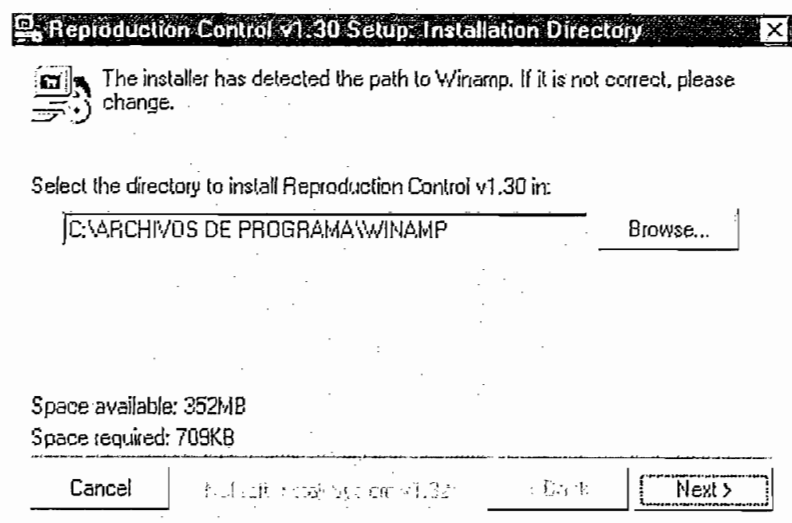 Reproduction Control v1.30 Setup: Installation Directory
The installer has detected the path to Winamp. If it is not correct, please
change.
Select the directory to install Reproduction Control v1.30 in:
C:\ARCHIVOS DE PROGRAMA\WINAMP
Browse...
Space available: 352MB
Space required: 709KB
Cancel
< Back
Next >